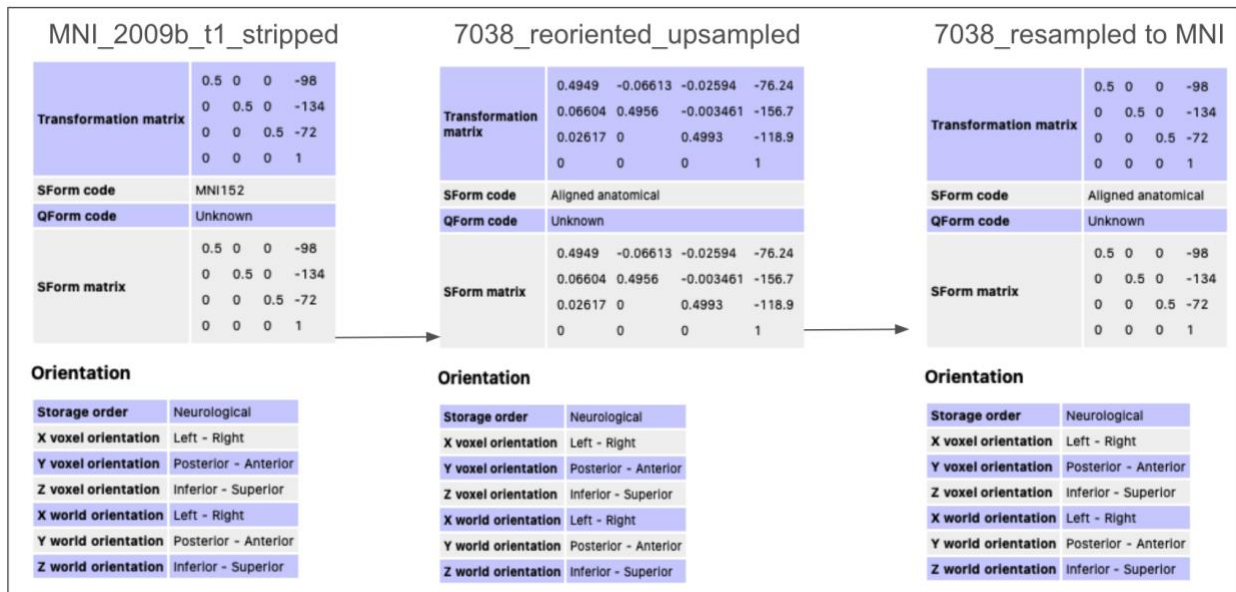 MNI_2009b_t1_stripped
Transformation matrix
0.5 0 0 -98
0 0.5 0 -134
0 0 0.5 -72
0 0 0 1
SForm code MNI152
QForm code Unknown
SForm matrix
0.5 0 0 -98
0 0.5 0 -134
0 0 0.5 -72
0 0 0 1
Orientation
Storage order Neurological
X voxel orientation Left - Right
Y voxel orientation Posterior - Anterior
Z voxel orientation Inferior - Superior
X world orientation Left - Right
Y world orientation Posterior - Anterior
Z world orientation Inferior - Superior
7038_reoriented_upsampled
Transformation
matrix
0.4949 -0.06613 -0.02594 -76.24
0.06604 0.4956 -0.003461 -156.7
0.02617 0 0.4993 -118.9
0 0 0 1
SForm code Aligned anatomical
QForm code Unknown
SForm matrix
0.4949 -0.06613 -0.02594 -76.24
0.06604 0.4956 -0.003461 -156.7
0.02617 0 0.4993 -118.9
0 0 0 1
Orientation
Storage order Neurological
X voxel orientation Left - Right
Y voxel orientation Posterior - Anterior
Z voxel orientation Inferior - Superior
X world orientation Left - Right
Y world orientation Posterior - Anterior
Z world orientation Inferior - Superior
7038_resampled to MNI
Transformation matrix
0.5 0 0 -98
0 0.5 0 -134
0 0 0.5 -72
0 0 0 1
SForm code Aligned anatomical
QForm code Unknown
SForm matrix
0.5 0 0 -98
0 0.5 0 -134
0 0 0.5 -72
0 0 0 1
Orientation
Storage order Neurological
X voxel orientation Left - Right
Y voxel orientation Posterior - Anterior
Z voxel orientation Inferior - Superior
X world orientation Left - Right
Y world orientation Posterior - Anterior
Z world orientation Inferior - Superior